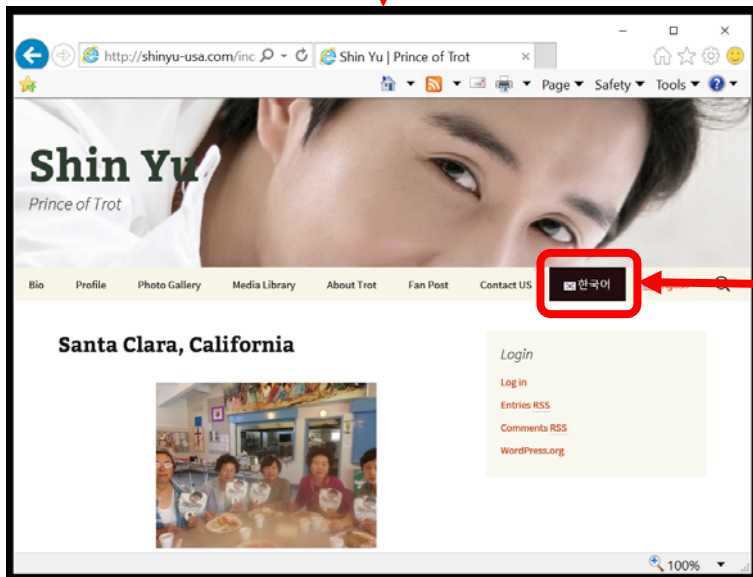 http://shinyu-usa.com/inc
Shin Yu | Prince of Trot
Page Safety Tools
Shin Yu
Prince of Trot
Bio Profile Photo Gallery Media Library About Trot Fan Post Contact US 한국어
Santa Clara, California
Login
Log in
Entries RSS
Comments RSS
WordPress.org
100%